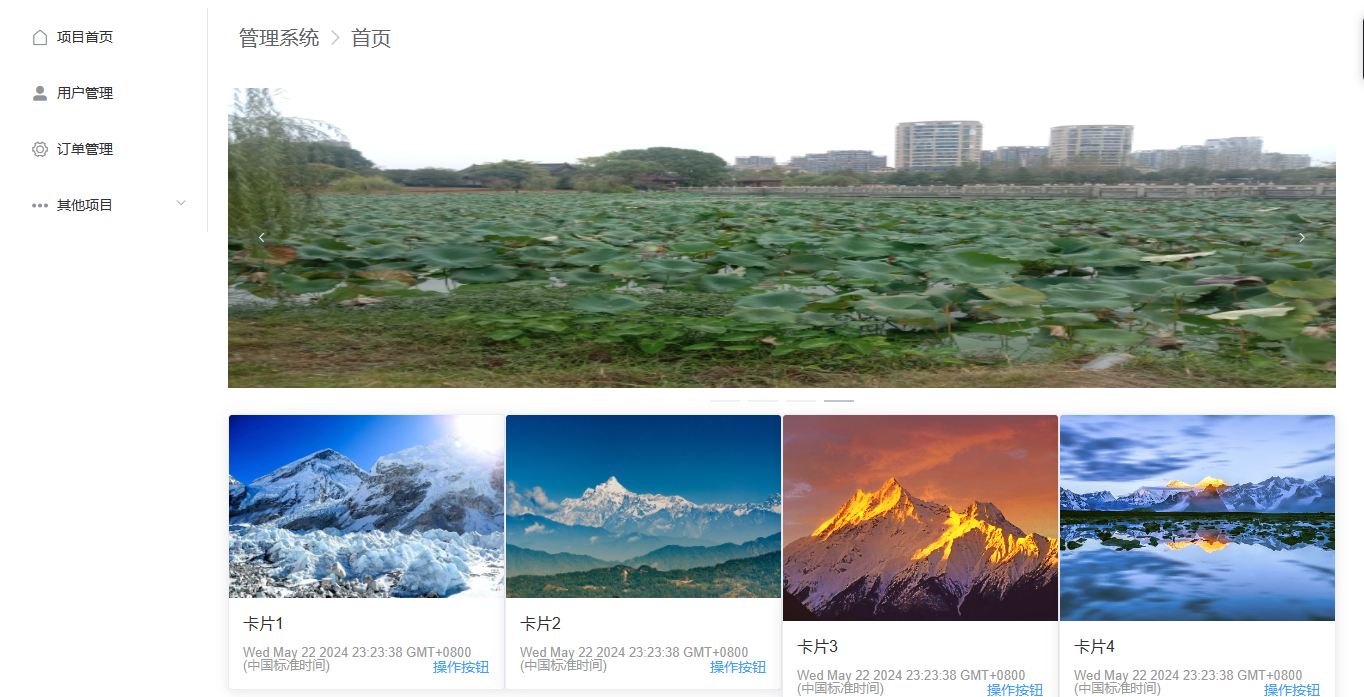 项目首页
用户管理
订单管理
其他项目
管理系统 > 首页
卡片1
Wed May 22 2024 23:23:38 GMT+0800
(中国标准时间)
操作按钮
卡片2
Wed May 22 2024 23:23:38 GMT+0800
(中国标准时间)
操作按钮
卡片3
Wed May 22 2024 23:23:38 GMT+0800
(中国标准时间)
操作按钮
卡片4
Wed May 22 2024 23:23:38 GMT+0800
(中国标准时间)
操作按钮